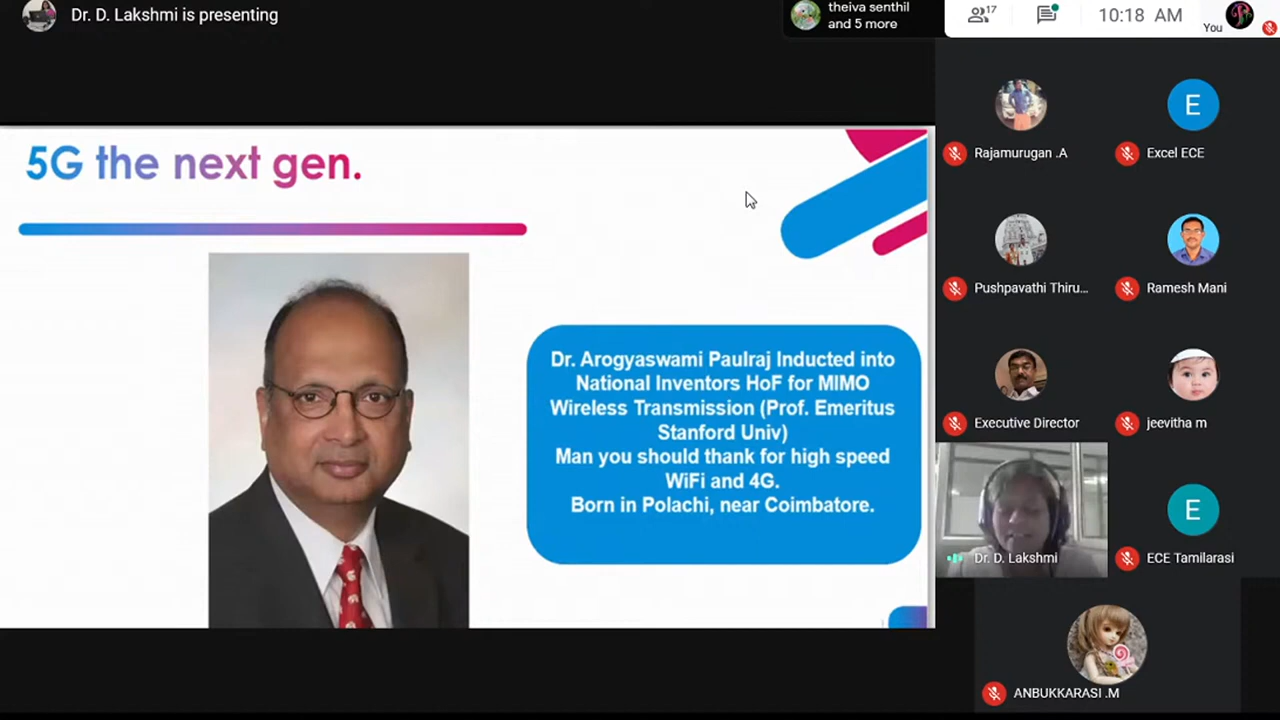 Dr. D. Lakshmi is presenting
theiva senthil
and 5 more
17
10:18 AM
You
5G the next gen.
Dr. Arogyaswami Paulraj Inducted into
National Inventors HoF for MIMO
Wireless Transmission (Prof. Emeritus
Stanford Univ)
Man you should thank for high speed
WiFi and 4G.
Born in Polachi, near Coimbatore.
Rajamurugan .A
E
Excel ECE
Pushpavathi Thiru...
Ramesh Mani
Executive Director
jeevitha m
Dr. D. Lakshmi
E
ECE Tamilarasi
ANBUKKARASI .M